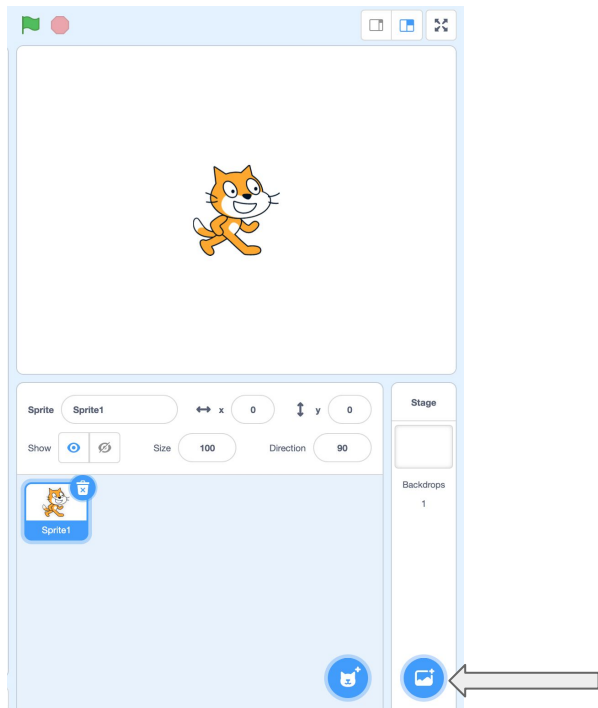 Sprite Sprite1 x 0 y 0
Show Size 100 Direction 90
Sprite1
Stage
Backdrops
1